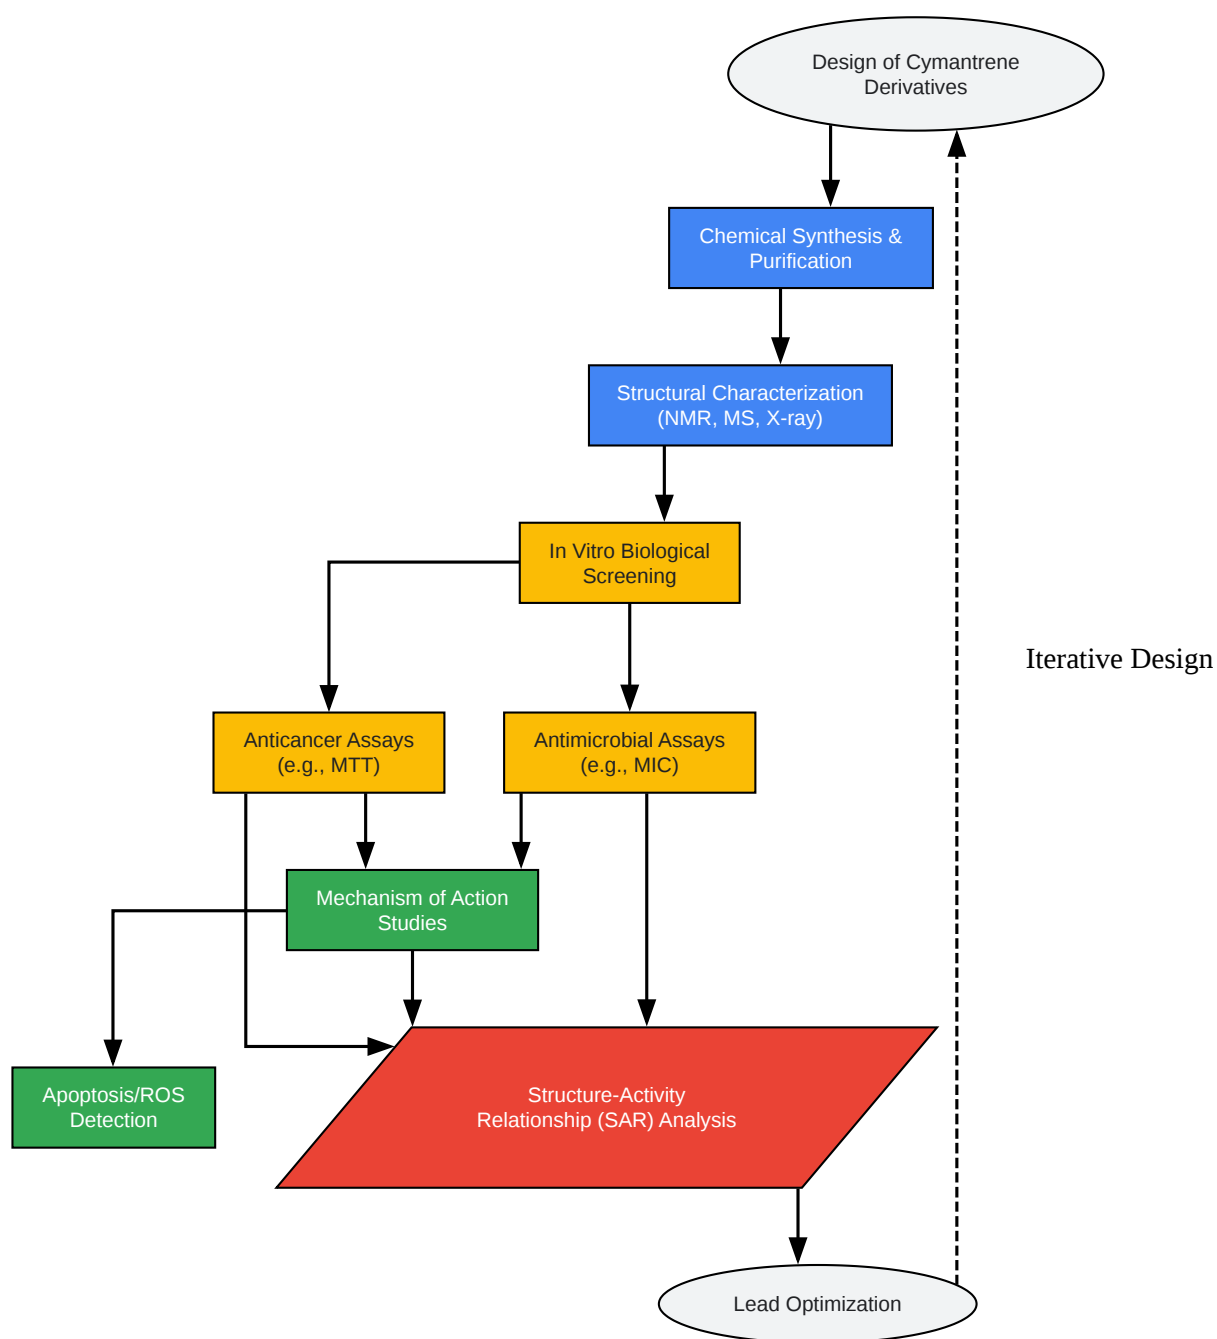 Design of Cymantrene
Derivatives
Chemical Synthesis &
Purification
Structural Characterization
(NMR, MS, X-ray)
In Vitro Biological
Screening
Iterative Design
Anticancer Assays
(e.g., MTT)
Antimicrobial Assays
(e.g., MIC)
Mechanism of Action
Studies
Apoptosis/ROS
Detection
Structure-Activity
Relationship (SAR) Analysis
Lead Optimization